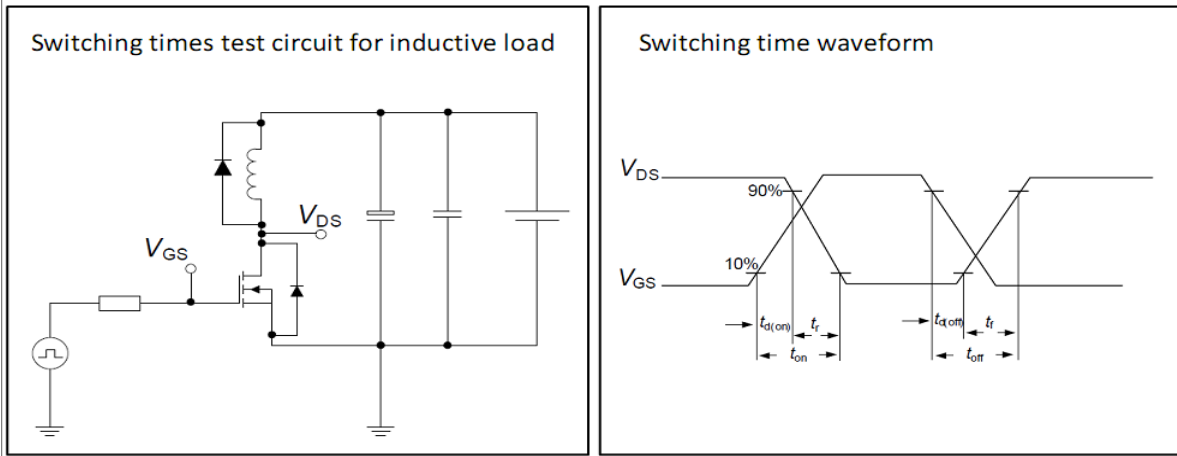 Switching times test circuit for inductive load
VGS
VDS
Switching time waveform
VDS
90%
10%
VGS
td(on) tr
ton
td(off) tf
toff